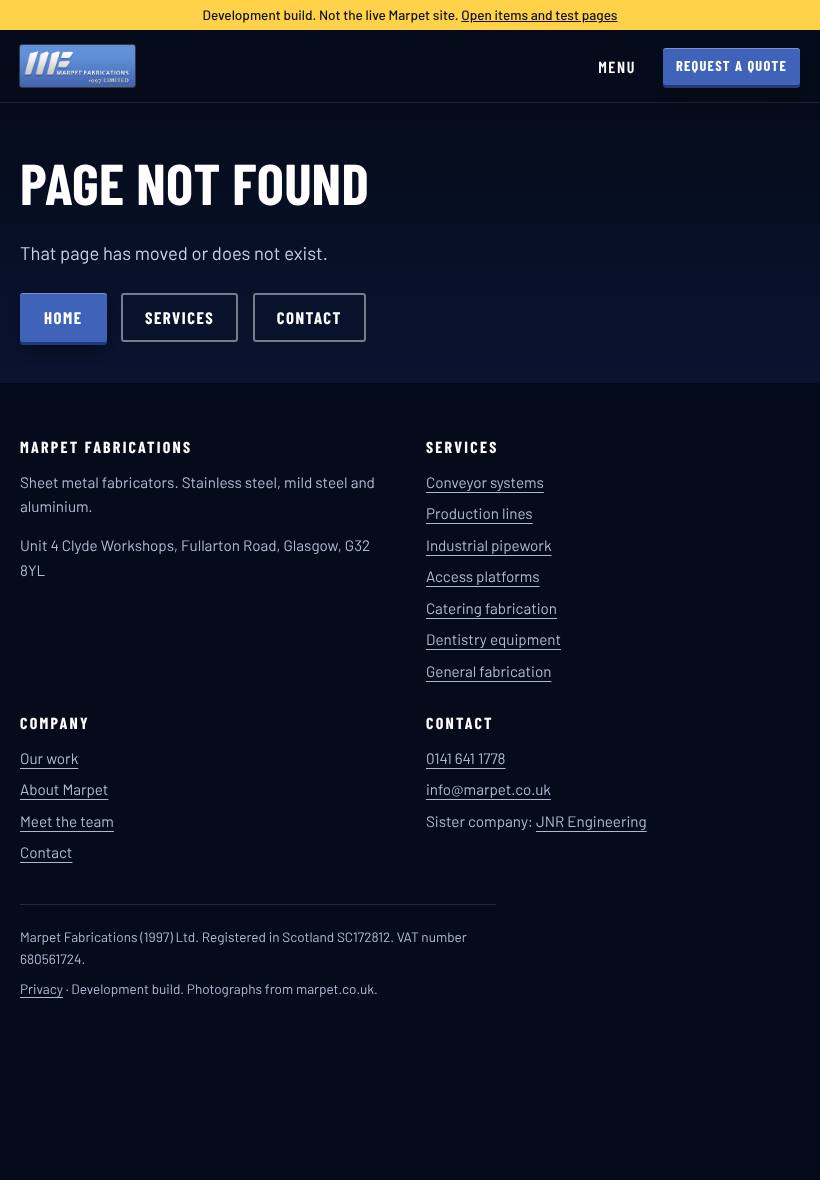 Development build. Not the live Marpet site. Open items and test pages
MF MARPET FABRICATIONS
1997 LIMITED
MENU
REQUEST A QUOTE
PAGE NOT FOUND
That page has moved or does not exist.
HOME
SERVICES
CONTACT
MARPET FABRICATIONS
Sheet metal fabricators. Stainless steel, mild steel and
aluminium.
Unit 4 Clyde Workshops, Fullarton Road, Glasgow, G32
8YL
SERVICES
Conveyor systems
Production lines
Industrial pipework
Access platforms
Catering fabrication
Dentistry equipment
General fabrication
COMPANY
Our work
About Marpet
Meet the team
Contact
CONTACT
0141 641 1778
info@marpet.co.uk
Sister company: JNR Engineering
Marpet Fabrications (1997) Ltd. Registered in Scotland SC172812. VAT number
680561724.
Privacy · Development build. Photographs from marpet.co.uk.